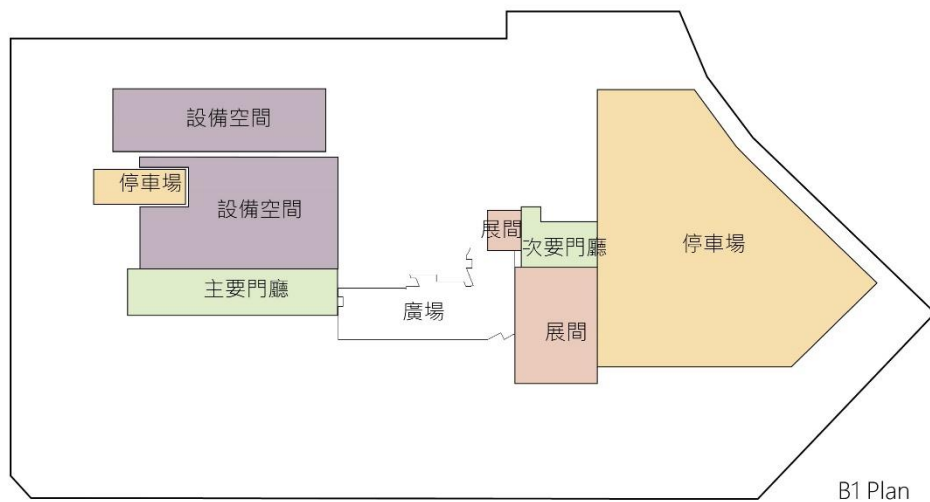 設備空間
停車場
設備空間
展間
次要門廳
停車場
主要門廳
廣場
展間
B1 Plan